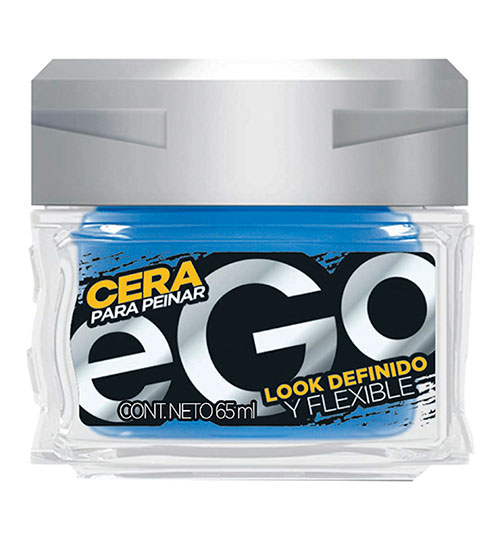 CERA
PARA PEINAR
eGo
LOOK DEFINIDO
Y FLEXIBLE
CONT. NETO 65 ml